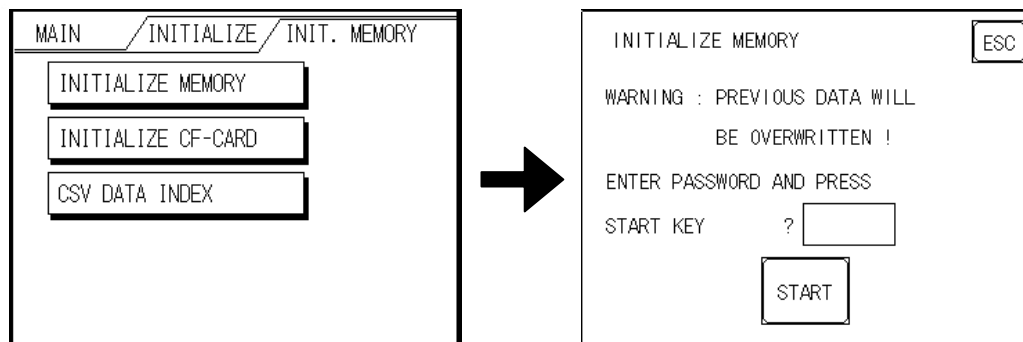 MAIN INITIALIZE INIT. MEMORY
INITIALIZE MEMORY
INITIALIZE CF-CARD
CSV DATA INDEX
INITIALIZE MEMORY ESC
WARNING : PREVIOUS DATA WILL
BE OVERWRITTEN !
ENTER PASSWORD AND PRESS
START KEY ?
START